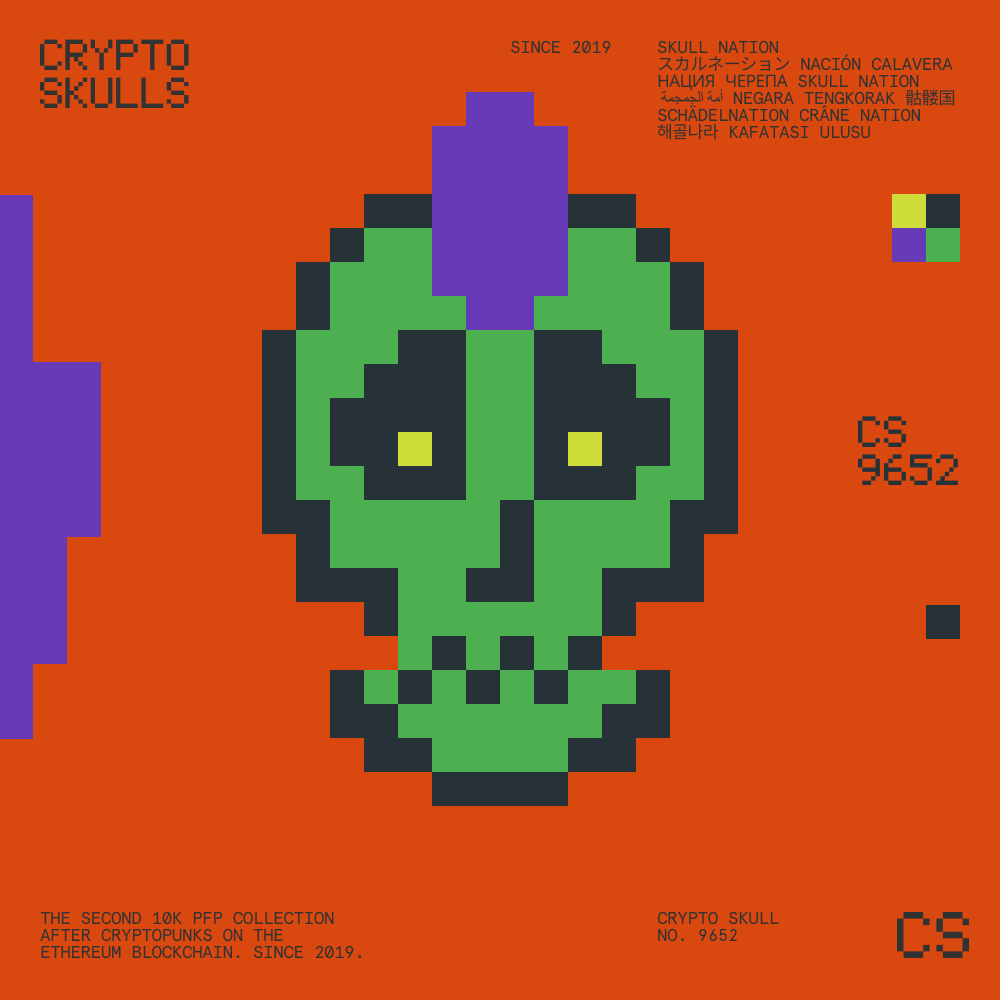 CRYPTO
SKULLS
SINCE 2019
SKULL NATION
スカルネーション NACIÓN CALAVERA
НАЦИЯ ЧЕРЕПА SKULL NATION
أمة الجمجمة NEGARA TENGKORAK 骷髅国
SCHÄDELNATION CRÂNE NATION
해골나라 KAFATASI ULUSU
CS
9652
THE SECOND 10K PFP COLLECTION
AFTER CRYPTOPUNKS ON THE
ETHEREUM BLOCKCHAIN. SINCE 2019.
CRYPTO SKULL
NO. 9652
CS